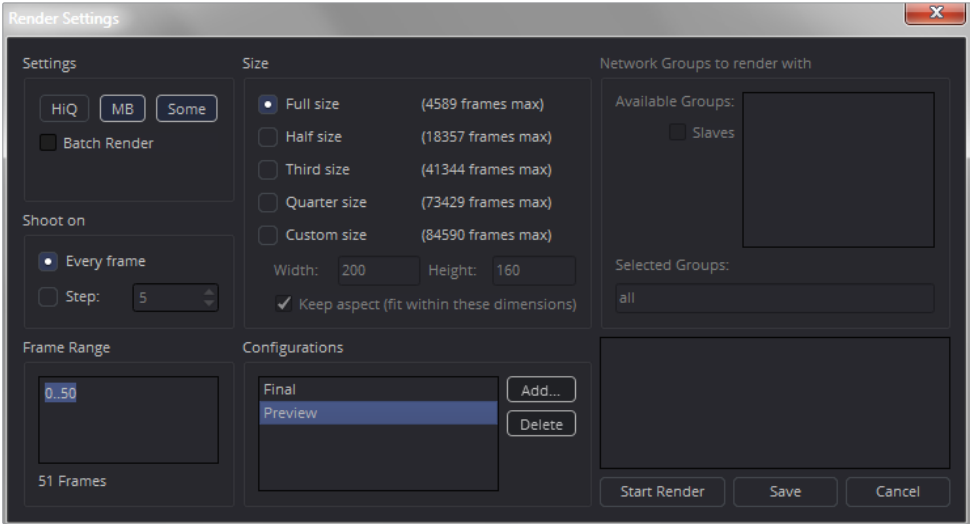 Render Settings
Settings
HiQ MB Some
Batch Render
Shoot on
Every frame
Step: 5
Frame Range
0..50
51 Frames
Size
Full size (4589 frames max)
Half size (18357 frames max)
Third size (41344 frames max)
Quarter size (73429 frames max)
Custom size (84590 frames max)
Width: 200 Height: 160
Keep aspect (fit within these dimensions)
Configurations
Final
Preview
Add...
Delete
Network Groups to render with
Available Groups:
Slaves
Selected Groups:
all
Start Render Save Cancel